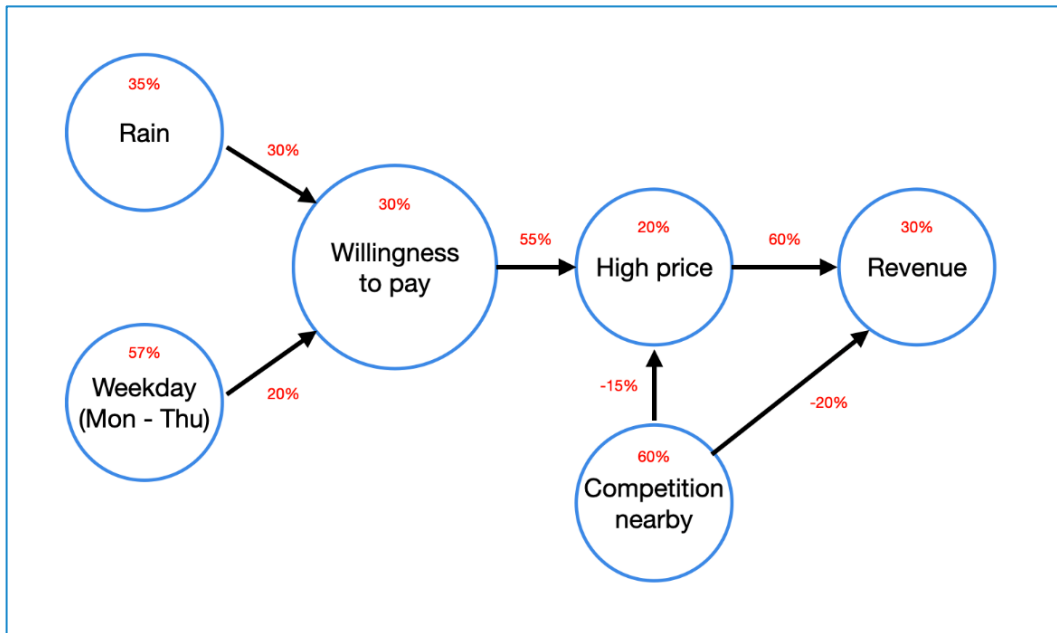 35%
Rain
30%
57%
Weekday
(Mon - Thu)
20%
30%
Willingness
to pay
55%
20%
High price
60%
30%
Revenue
-15%
-20%
60%
Competition
nearby